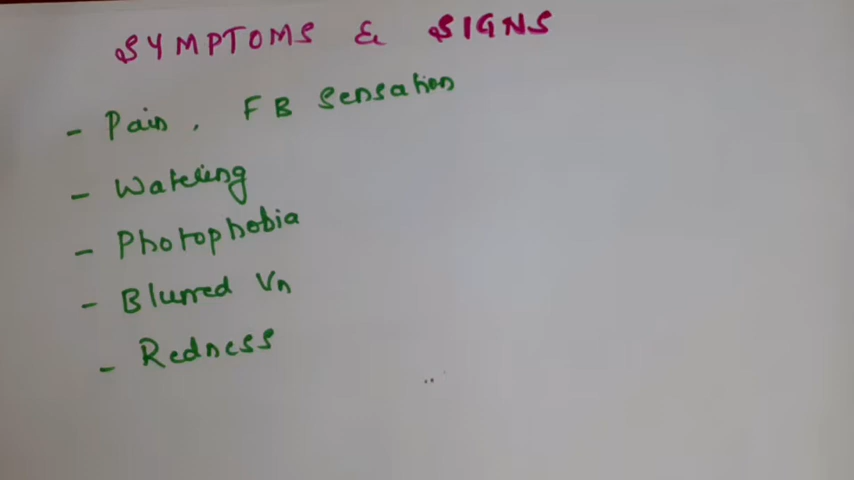 SYMPTOMS & SIGNS
- Pain, FB Sensation
- Watering
- Photophobia
- Blurred Vn
- Redness